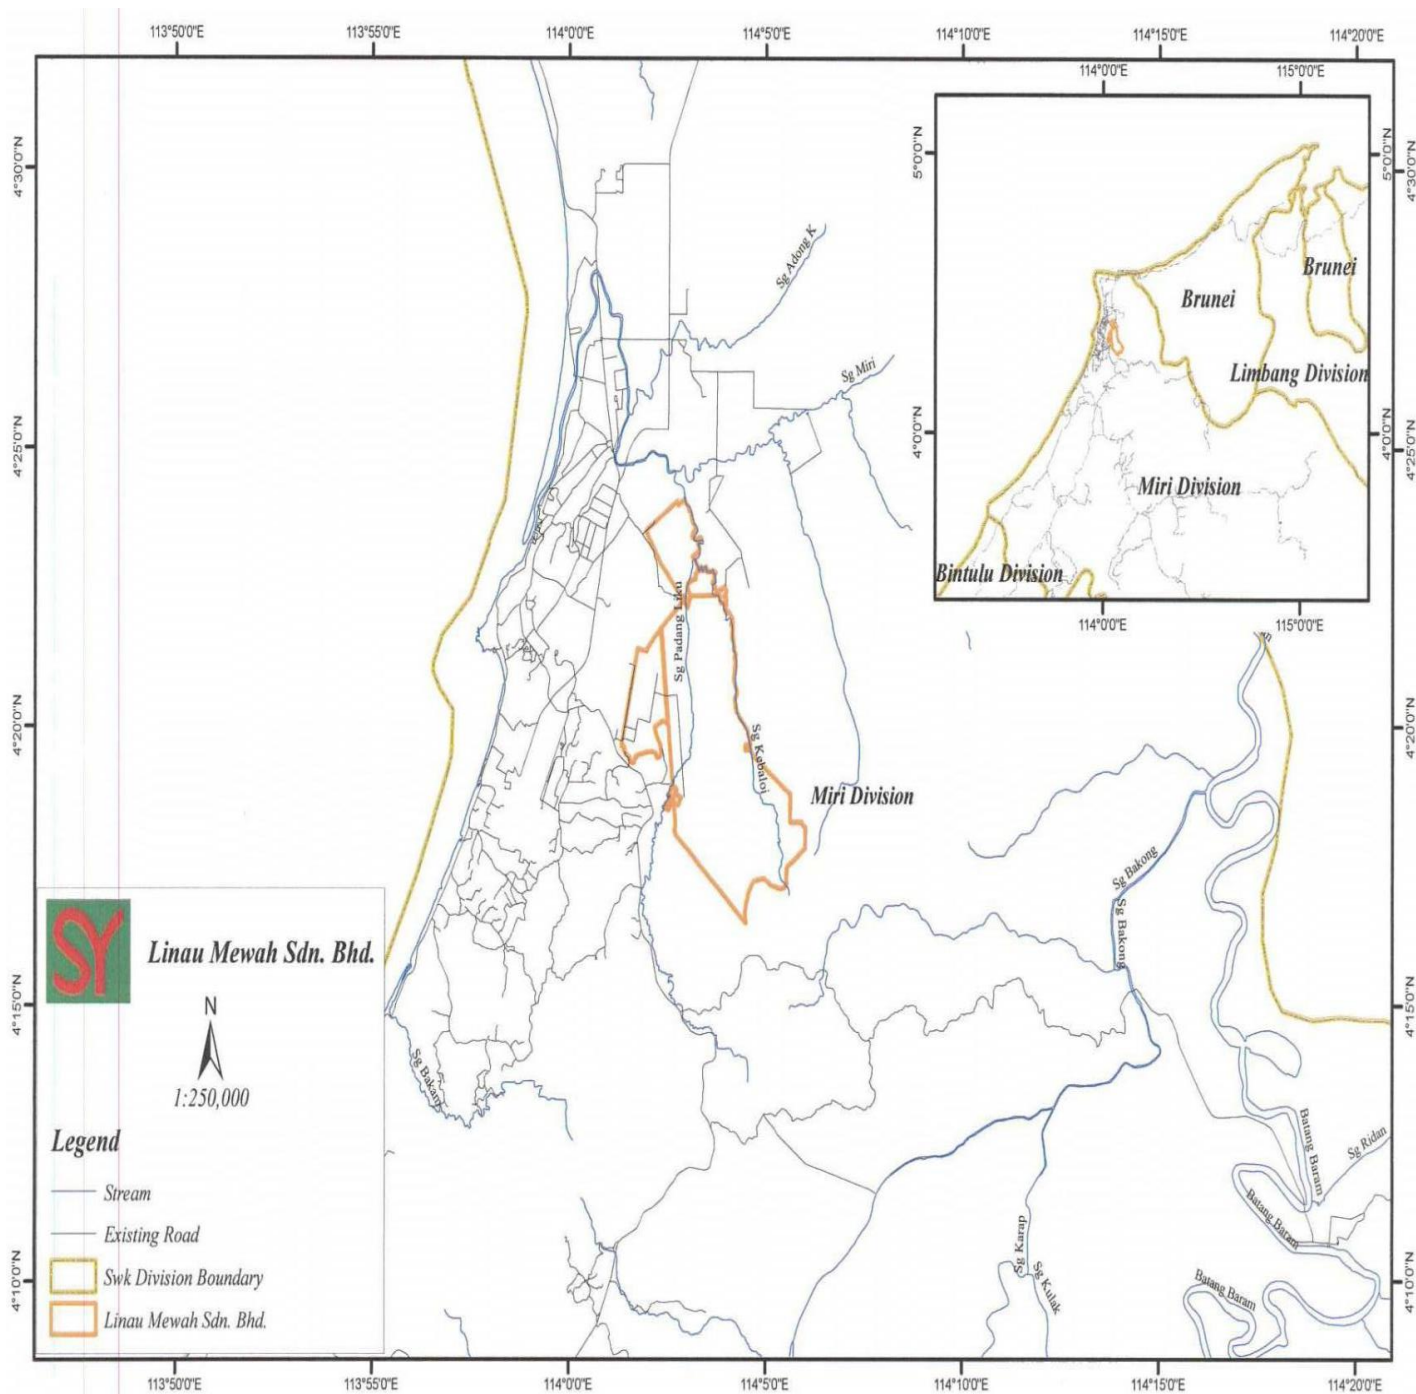 113°50'0"E
113°55'0"E
114°0'0"E
114°5'0"E
114°10'0"E
114°15'0"E
114°20'0"E
114°0'0"E
115°0'0"E
5°0'0"N
5°0'0"N
4°30'0"N
4°30'0"N
Sg Adong K
Brunei
Brunei
Sg Miri
Limbang Division
4°25'0"N
4°0'0"N
4°0'0"N
4°25'0"N
Miri Division
Bintulu Division
114°0'0"E
115°0'0"E
Sg Padang Liku
4°20'0"N
4°20'0"N
Sg Kebaloi
Miri Division
Sg Bakong
Sg Bakong
SY
Linau Mewah Sdn. Bhd.
4°15'0"N
4°15'0"N
N
1:250,000
Sg Bakam
Legend
Batang Baram
Sg Ridan
Stream
Batang Baram
Existing Road
Sg Karap
Sg Kulak
Batang Baram
Swk Division Boundary
4°10'0"N
4°10'0"N
Linau Mewah Sdn. Bhd.
113°50'0"E
113°55'0"E
114°0'0"E
114°5'0"E
114°10'0"E
114°15'0"E
114°20'0"E